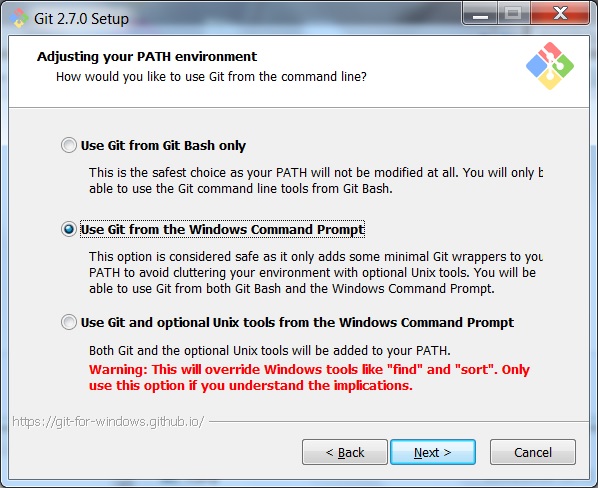 Git 2.7.0 Setup
Adjusting your PATH environment
How would you like to use Git from the command line?
Use Git from Git Bash only
This is the safest choice as your PATH will not be modified at all. You will only b
able to use the Git command line tools from Git Bash.
Use Git from the Windows Command Prompt
This option is considered safe as it only adds some minimal Git wrappers to you
PATH to avoid cluttering your environment with optional Unix tools. You will be
able to use Git from both Git Bash and the Windows Command Prompt.
Use Git and optional Unix tools from the Windows Command Prompt
Both Git and the optional Unix tools will be added to your PATH.
Warning: This will override Windows tools like "find" and "sort". Only
use this option if you understand the implications.
https://git-for-windows.github.io/
< Back Next > Cancel